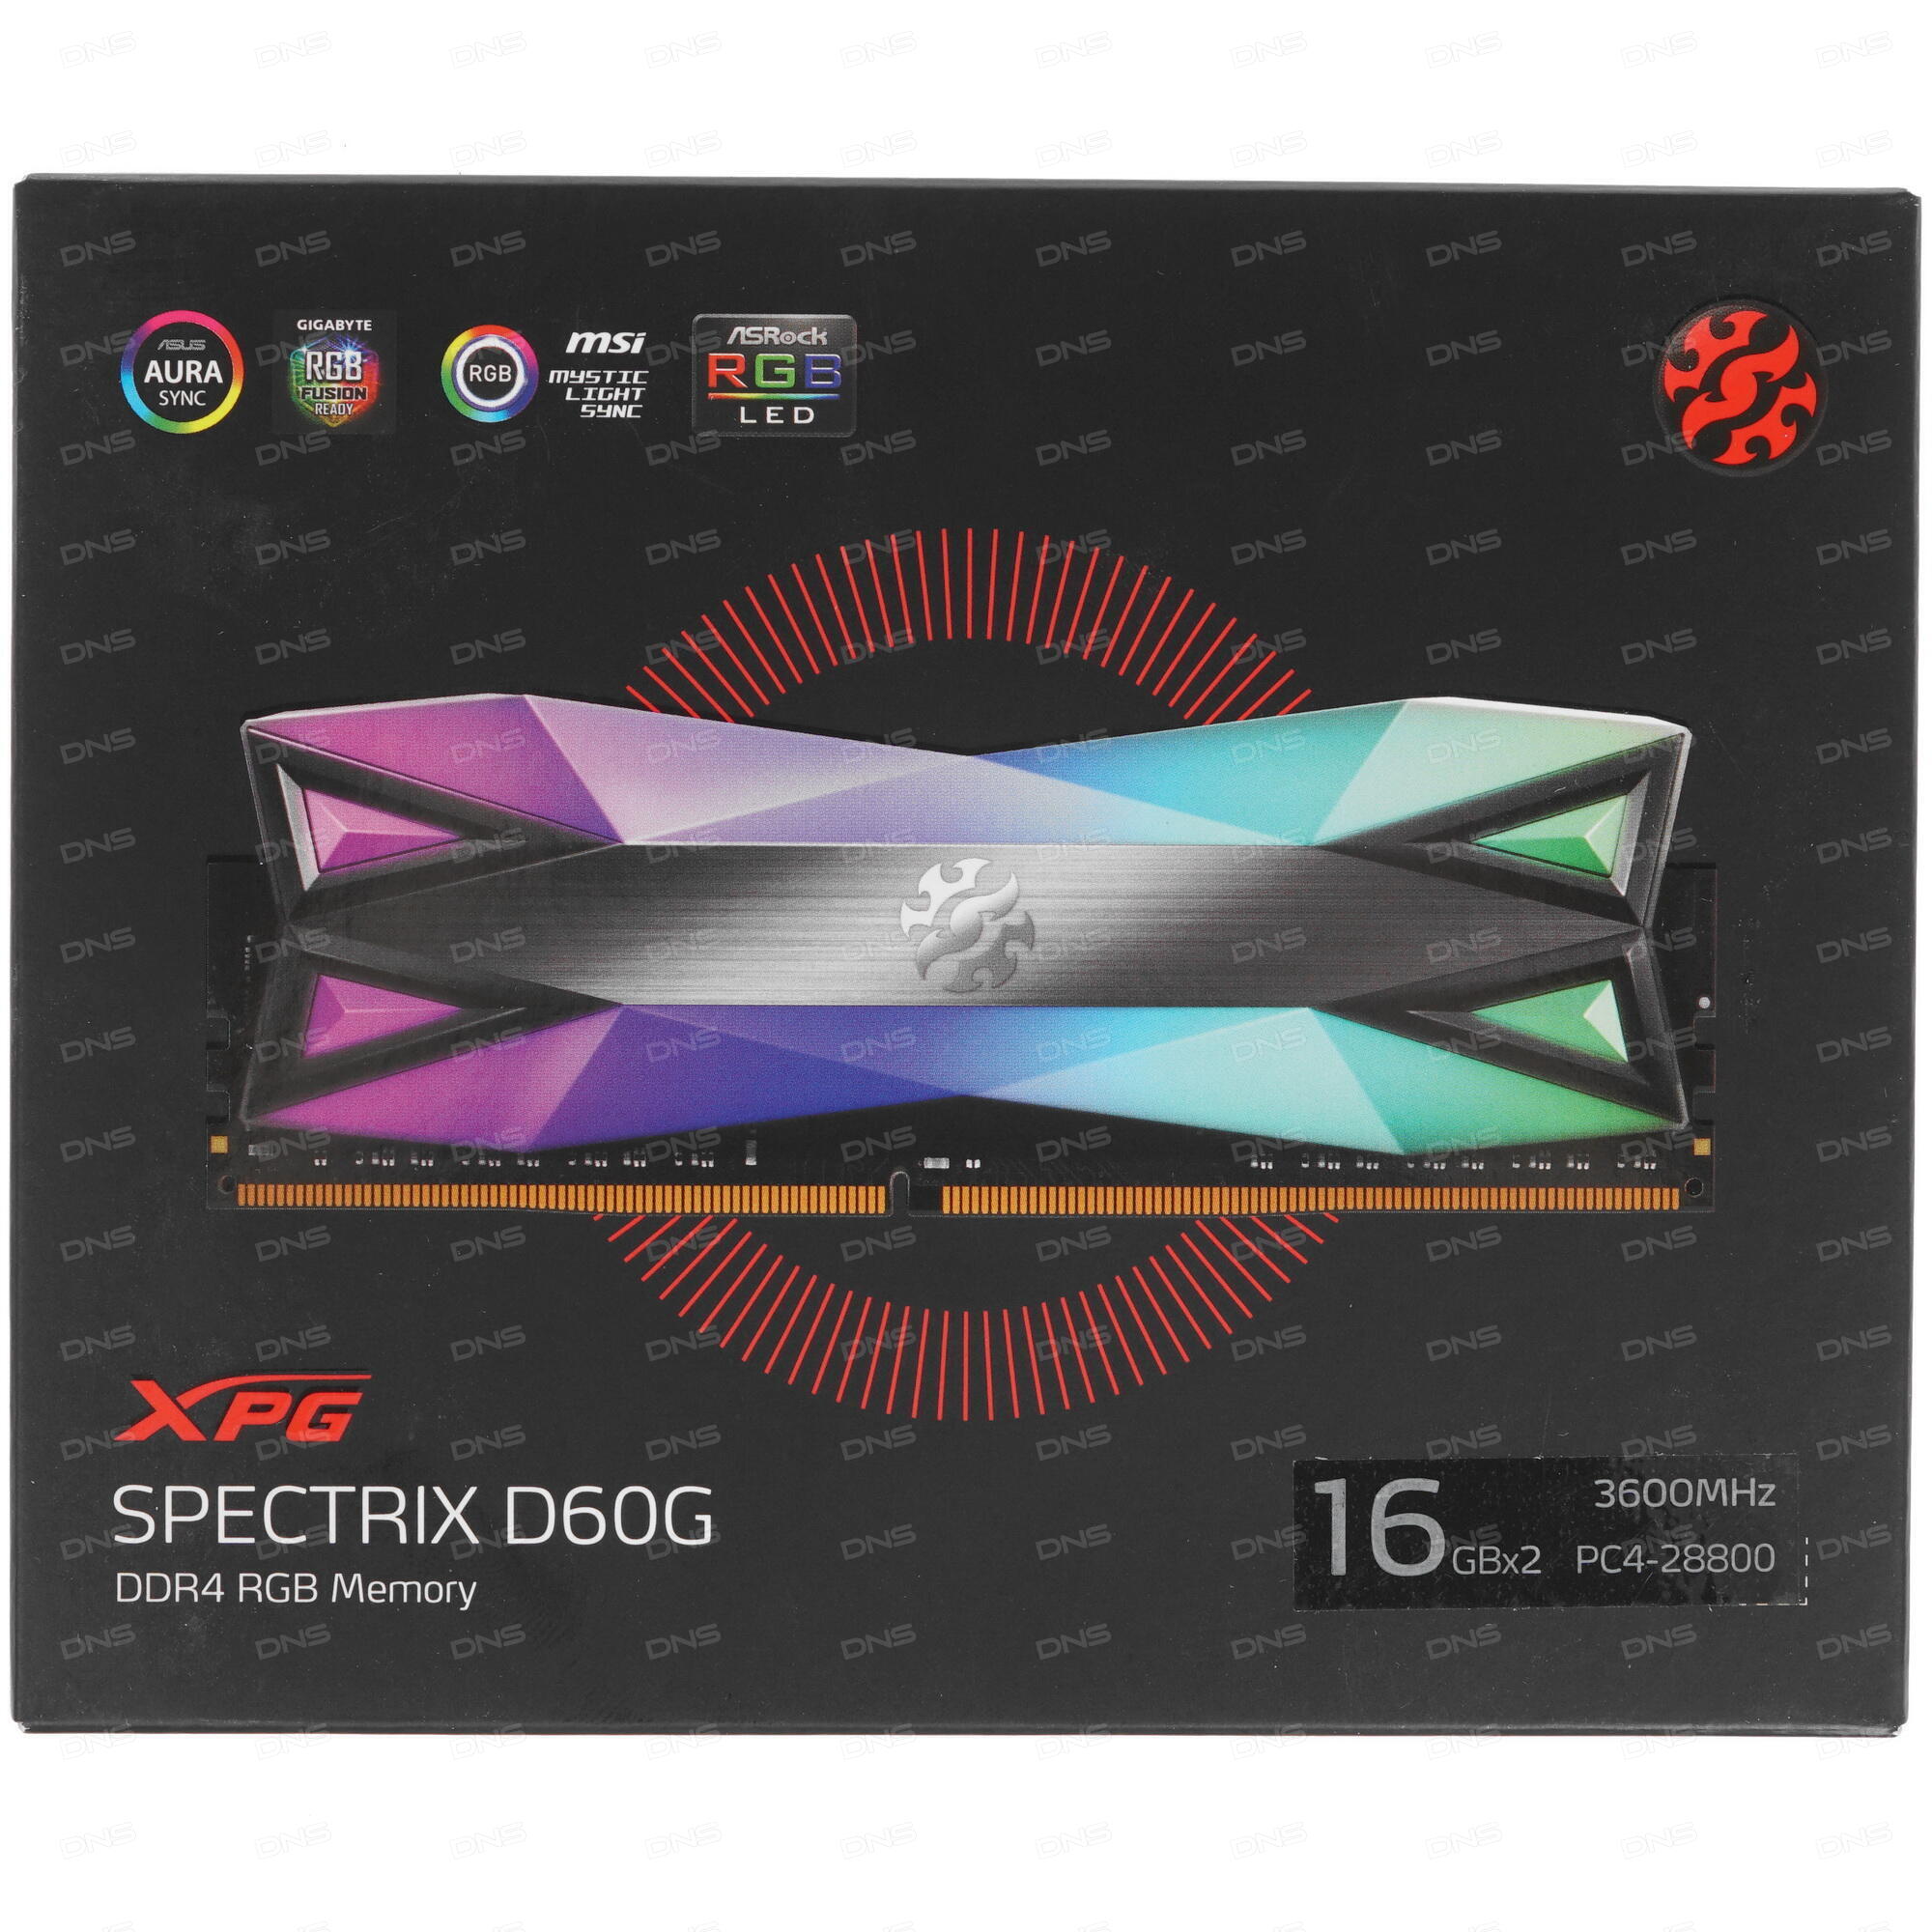 ASUS
AURA
SYNC
GIGABYTE
RGB
FUSION
READY
RGB
msi
MYSTIC
LIGHT
SYNC
ASRock
RGB
LED
XPG
SPECTRIX D60G
DDR4 RGB Memory
16 GBx2
3600MHz
PC4-28800
DNS